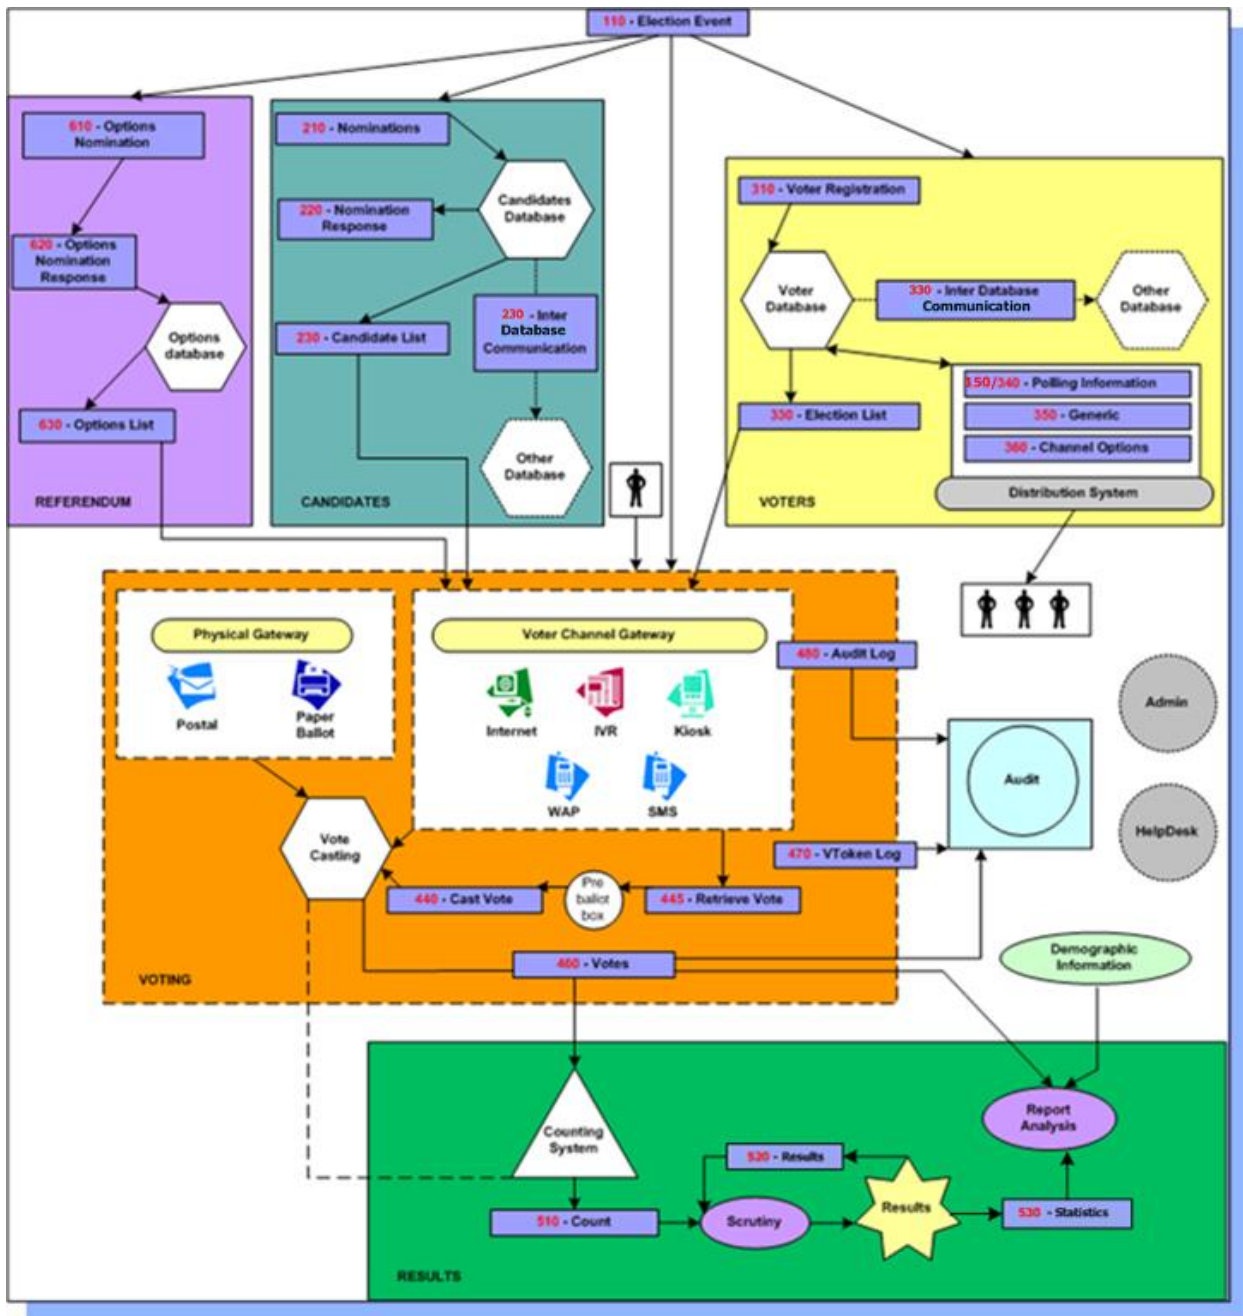 110 - Election Event
610 - Options
Nomination
620 - Options
Nomination
Response
Options
database
630 - Options List
REFERENDUM
210 - Nominations
Candidates
Database
220 - Nomination
Response
230 - Inter
Database
Communication
230 - Candidate List
Other
Database
CANDIDATES
310 - Voter Registration
Voter
Database
330 - Inter Database
Communication
Other
Database
150/340 - Polling Information
350 - Generic
360 - Channel Options
330 - Election List
Distribution System
VOTERS
Physical Gateway
Postal
Paper
Ballot
Voter Channel Gateway
Internet
IVR
Kiosk
WAP
SMS
480 - Audit Log
Admin
Audit
HelpDesk
Vote
Casting
470 - VToken Log
440 - Cast Vote
Pre
ballot
box
445 - Retrieve Vote
460 - Votes
VOTING
Demographic
Information
Counting
System
Report
Analysis
520 - Results
510 - Count
Scrutiny
Results
530 - Statistics
RESULTS